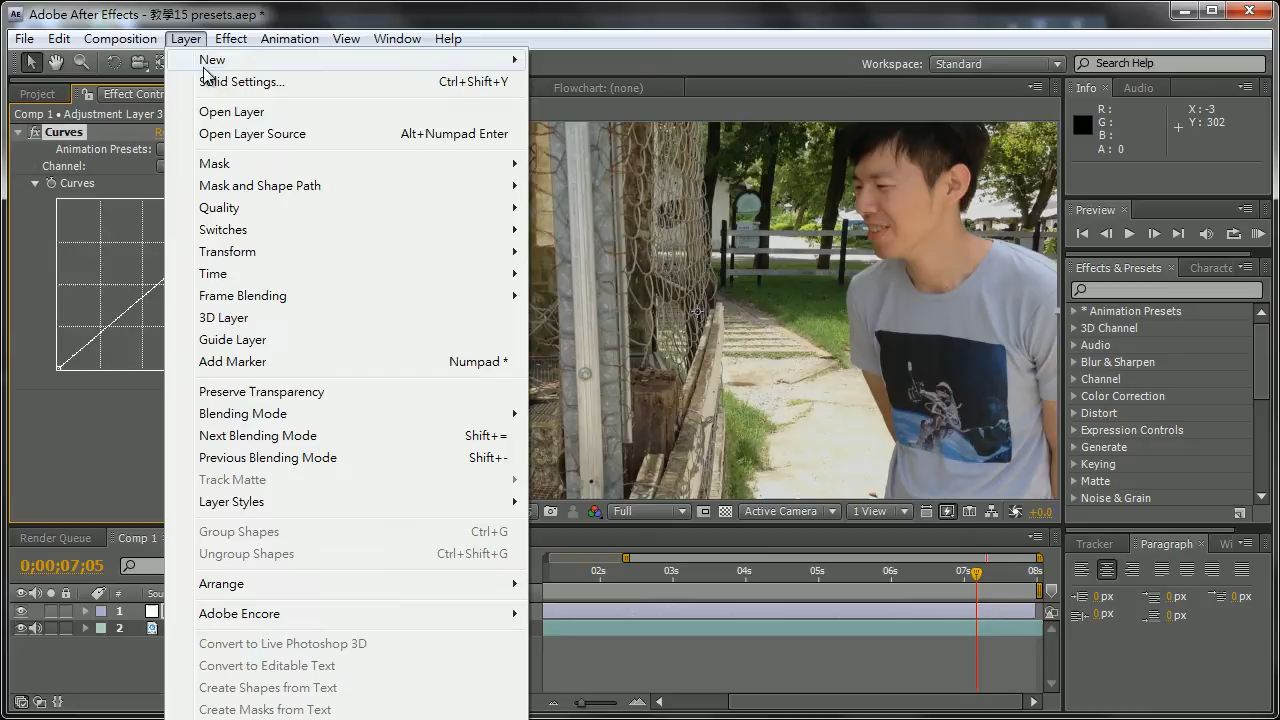 Adobe After Effects - 教學15 presets.aep *
File Edit Composition Layer Effect Animation View Window Help
Workspace: Standard Search Help
New
Solid Settings... Ctrl+Shift+Y
Open Layer
Open Layer Source Alt+Numpad Enter
Mask
Mask and Shape Path
Quality
Switches
Transform
Time
Frame Blending
3D Layer
Guide Layer
Add Marker Numpad *
Preserve Transparency
Blending Mode
Next Blending Mode Shift+=
Previous Blending Mode Shift+-
Track Matte
Layer Styles
Group Shapes Ctrl+G
Ungroup Shapes Ctrl+Shift+G
Arrange
Adobe Encore
Convert to Live Photoshop 3D
Convert to Editable Text
Create Shapes from Text
Create Masks from Text
Project Effect Contr
Comp 1 • Adjustment Layer 3
fx Curves
Animation Presets:
Channel:
Curves
Flowchart: (none)
Full Active Camera 1 View +0.0
Info Audio
R: X: -3
G: Y: 302
B:
A: 0
Preview
Effects & Presets Characte
* Animation Presets
3D Channel
Audio
Blur & Sharpen
Channel
Color Correction
Distort
Expression Controls
Generate
Keying
Matte
Noise & Grain
Render Queue Comp 1
0;00;07;05
# Sou
1
2
02s 03s 04s 05s 06s 07s 08s
Tracker Paragraph Wi
0 px 0 px 0 px
0 px 0 px